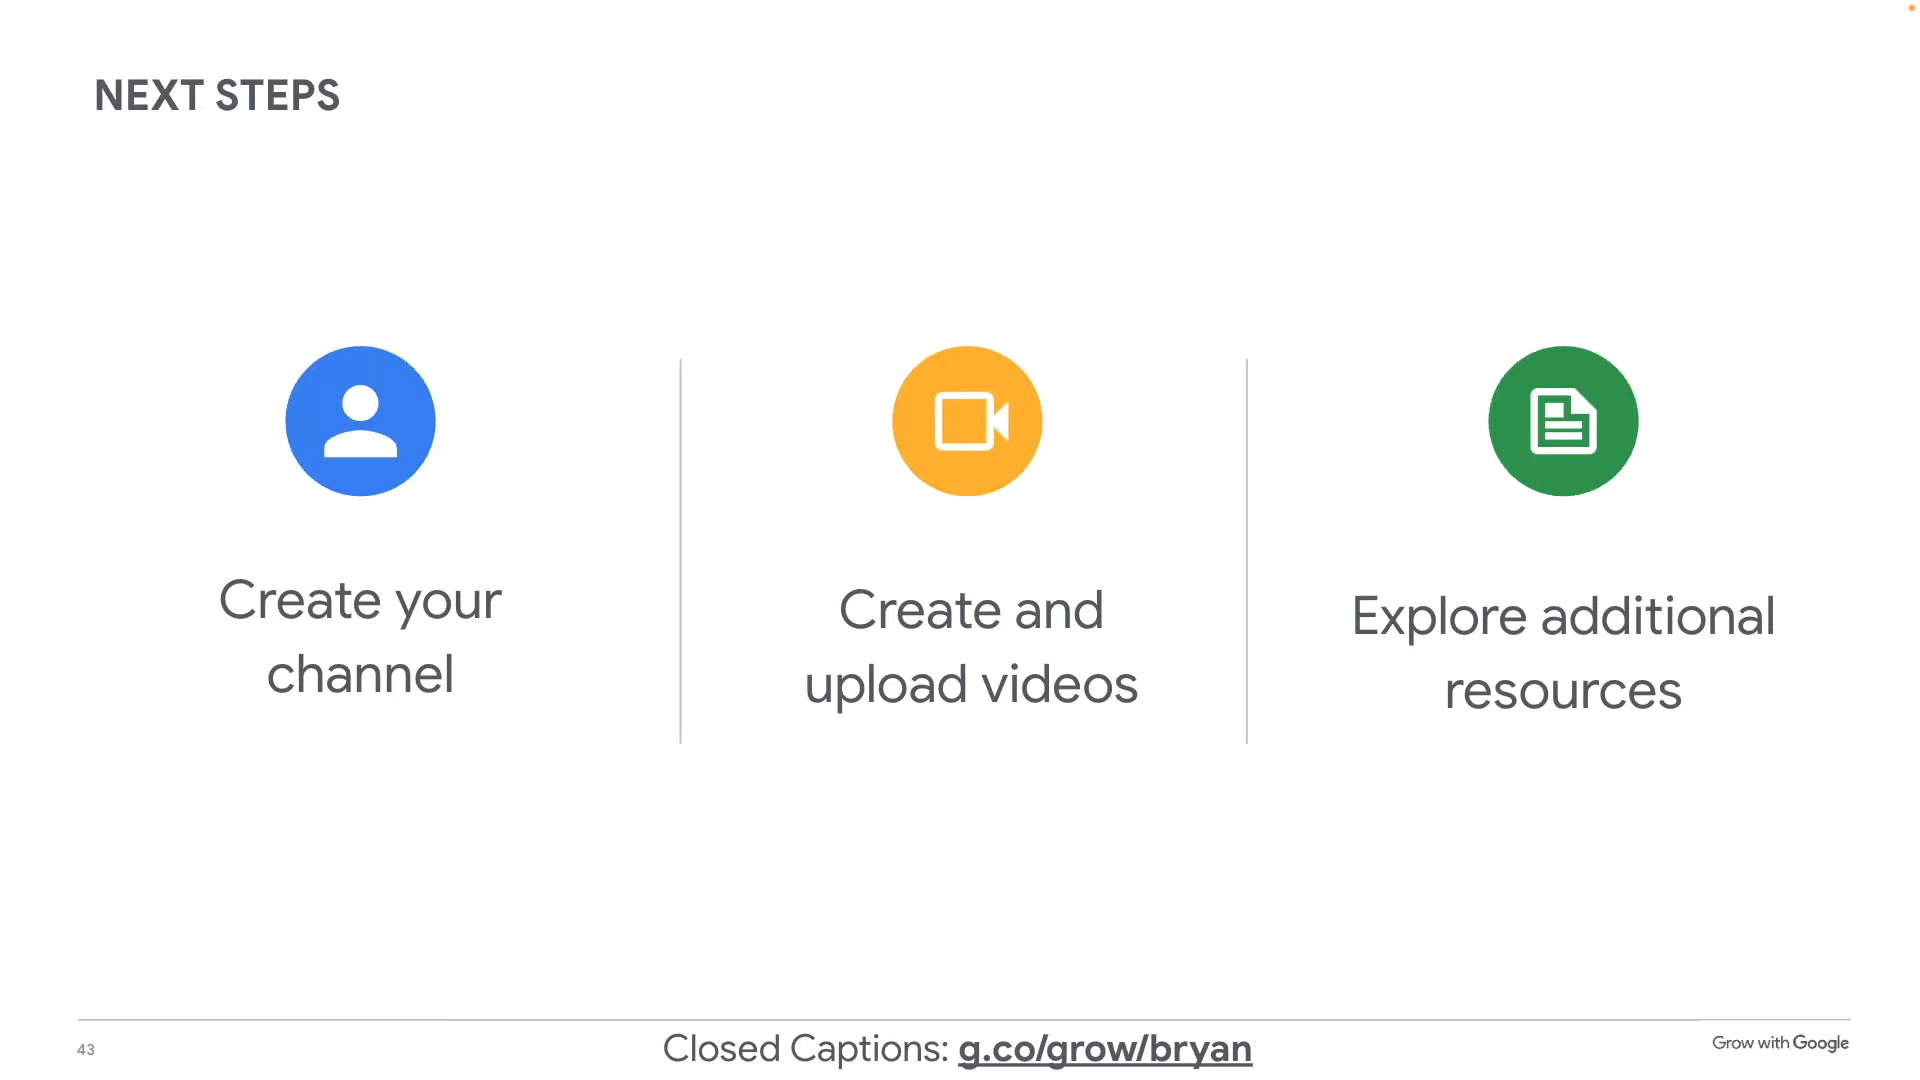 NEXT STEPS
Create your
channel
Create and
upload videos
Explore additional
resources
43
Closed Captions: g.co/grow/bryan
Grow with Google